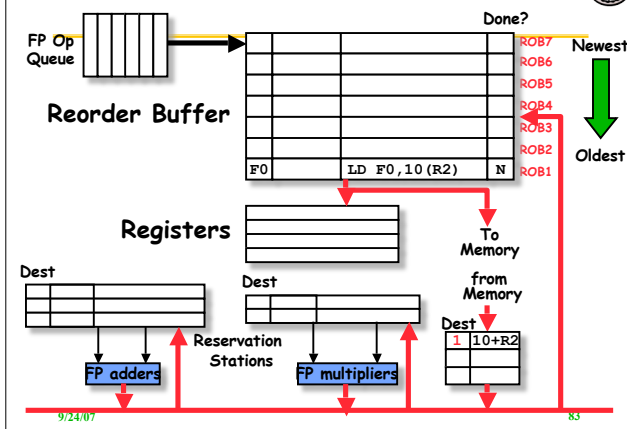 Done?
FP Op
Queue
ROB7
Newest
ROB6
ROB5
Reorder Buffer
ROB4
ROB3
ROB2
Oldest
F0 LD F0,10(R2) N ROB1
Registers
To
Memory
from
Memory
Dest
Dest
Dest
1 10+R2
Reservation
Stations
FP adders
FP multipliers
9/24/07
83